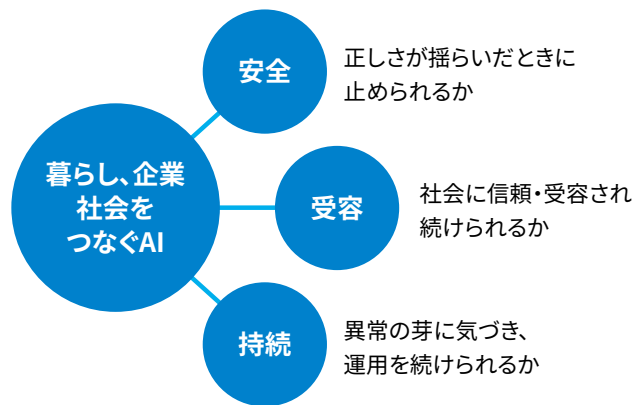 暮らし、企業
社会を
つなぐAI
安全
正しさが揺らいだときに
止められるか
受容
社会に信頼・受容され
続けられるか
持続
異常の芽に気づき、
運用を続けられるか